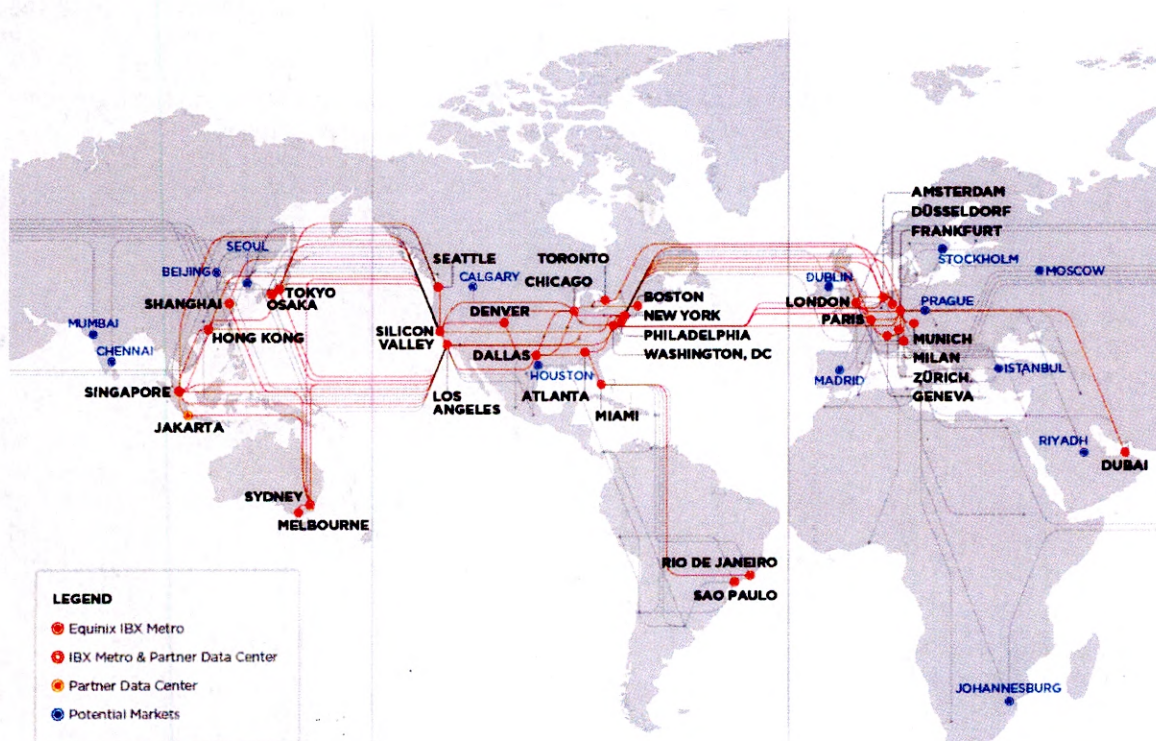 AMSTERDAM
DÜSSELDORF
FRANKFURT
SEOUL
BEIJING
SEATTLE
CALGARY
TORONTO
CHICAGO
STOCKHOLM
DUBLIN
MOSCOW
TOKYO
OSAKA
SHANGHAI
BOSTON
LONDON
PRAGUE
DENVER
NEW YORK
MUMBAI
SILICON
VALLEY
PHILADELPHIA
PARIS
HONG KONG
CHENNAI
DALLAS
WASHINGTON, DC
MUNICH
MILAN
HOUSTON
ISTANBUL
MADRID
ZÜRICH
GENEVA
SINGAPORE
LOS
ANGELES
ATLANTA
MIAMI
JAKARTA
RIYADH
DUBAI
SYDNEY
MELBOURNE
RIO DE JANEIRO
SAO PAULO
JOHANNESBURG
LEGEND
Equinix IBX Metro
IBX Metro & Partner Data Center
Partner Data Center
Potential Markets